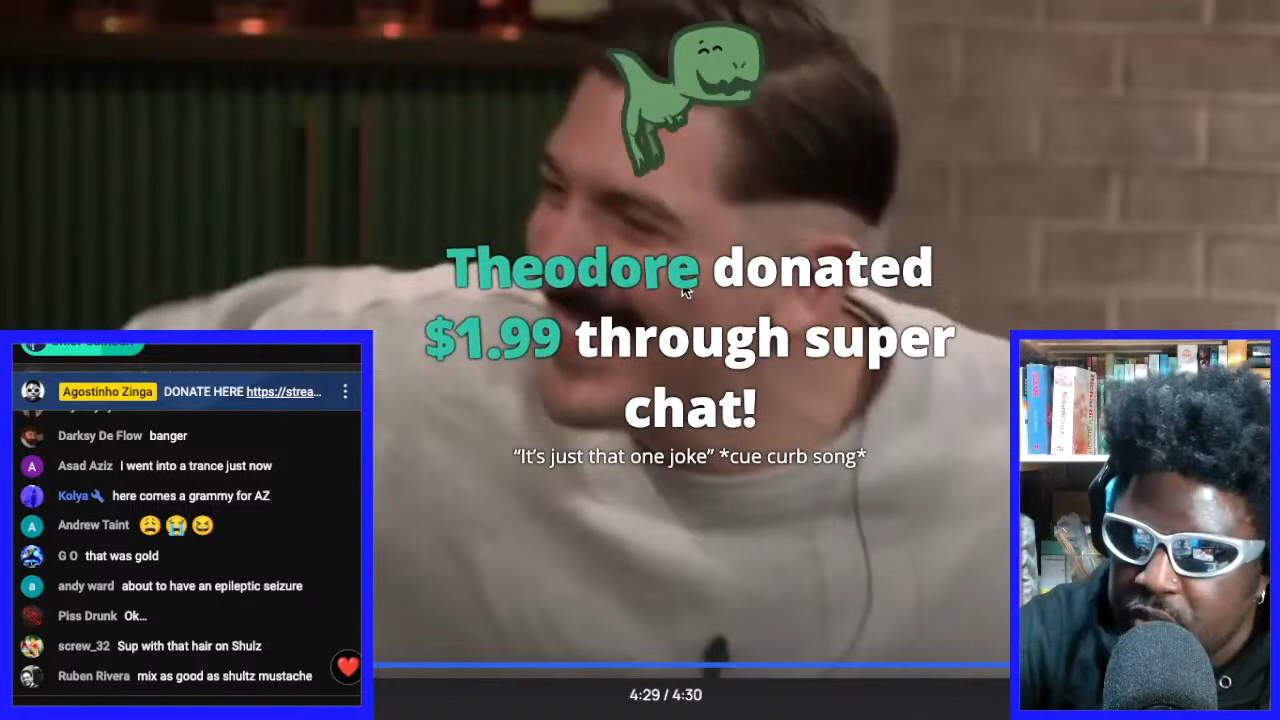 Theodore donated
$1.99 through super
chat!
“It’s just that one joke” *cue curb song*
Agostinho Zinga DONATE HERE https://strea...
Darksy De Flow banger
Asad Aziz I went into a trance just now
Kolya here comes a grammy for AZ
A Andrew Taint 😩😭😆
G O that was gold
a andy ward about to have an epileptic seizure
Piss Drunk Ok...
screw_32 Sup with that hair on Shulz
Ruben Rivera mix as good as shultz mustache
4:29 / 4:30